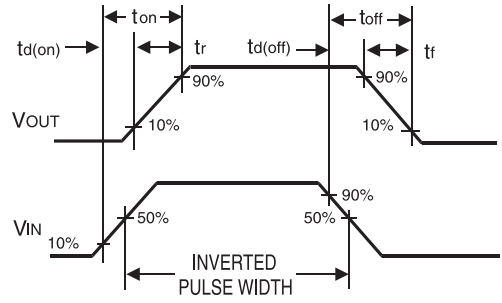 ton toff
td(on) tr td(off) tf
90% 90%
VOUT
10% 10%
90%
50% 50%
VIN
10%
INVERTED
PULSE WIDTH